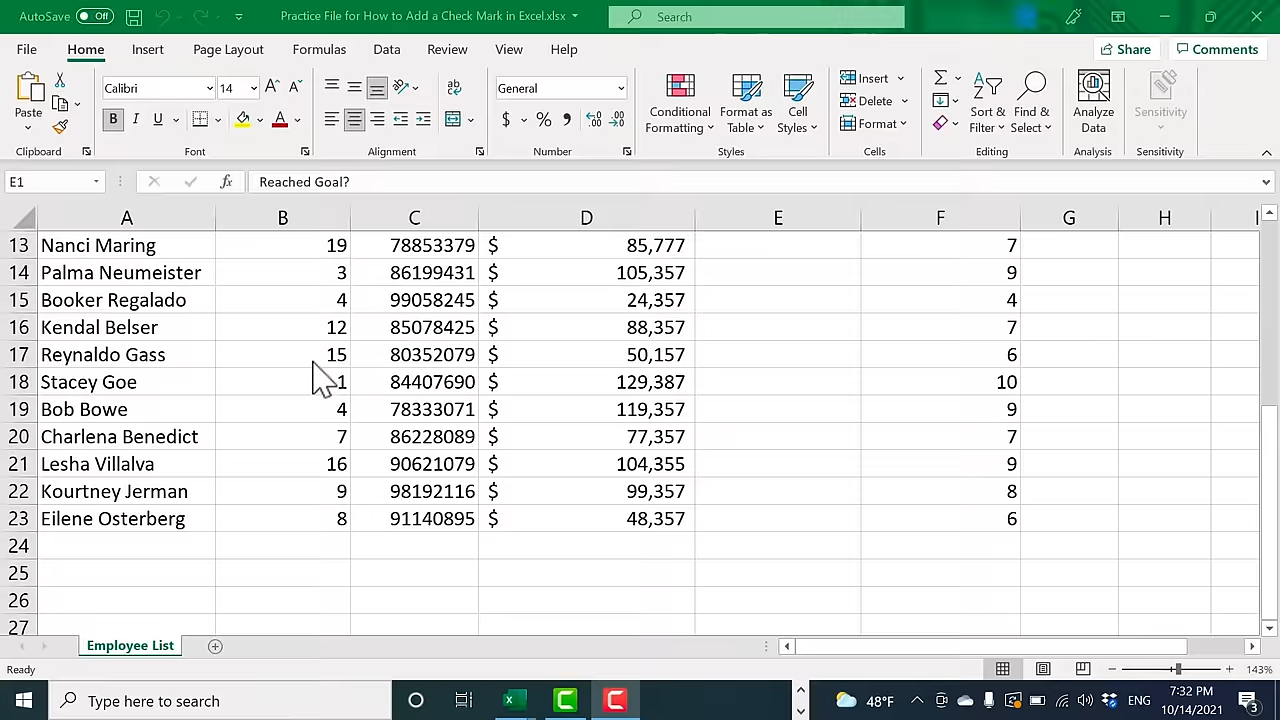 AutoSave Off Practice File for How to Add a Check Mark in Excel.xlsx Search
File Home Insert Page Layout Formulas Data Review View Help Share Comments
Paste Calibri 14 General Conditional Formatting Format as Table Cell Styles Insert Delete Format Sort & Filter Find & Select Analyze Data Sensitivity
Clipboard Font Alignment Number Styles Cells Editing Analysis Sensitivity
E1 fx Reached Goal?
A B C D E F G H I
13 Nanci Maring 19 78853379 $ 85,777 7
14 Palma Neumeister 3 86199431 $ 105,357 9
15 Booker Regalado 4 99058245 $ 24,357 4
16 Kendal Belser 12 85078425 $ 88,357 7
17 Reynaldo Gass 15 80352079 $ 50,157 6
18 Stacey Goe 1 84407690 $ 129,387 10
19 Bob Bowe 4 78333071 $ 119,357 9
20 Charlena Benedict 7 86228089 $ 77,357 7
21 Lesha Villalva 16 90621079 $ 104,355 9
22 Kourtney Jerman 9 98192116 $ 99,357 8
23 Eilene Osterberg 8 91140895 $ 48,357 6
24
25
26
27
Employee List
Ready 143%
Type here to search 48°F ENG 7:32 PM
10/14/2021 3